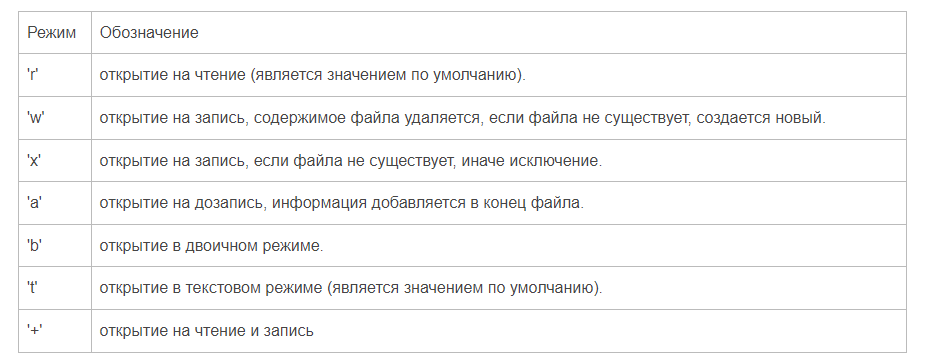 Режим Обозначение
'r' открытие на чтение (является значением по умолчанию).
'w' открытие на запись, содержимое файла удаляется, если файла не существует, создается новый.
'x' открытие на запись, если файла не существует, иначе исключение.
'a' открытие на дозапись, информация добавляется в конец файла.
'b' открытие в двоичном режиме.
't' открытие в текстовом режиме (является значением по умолчанию).
'+' открытие на чтение и запись